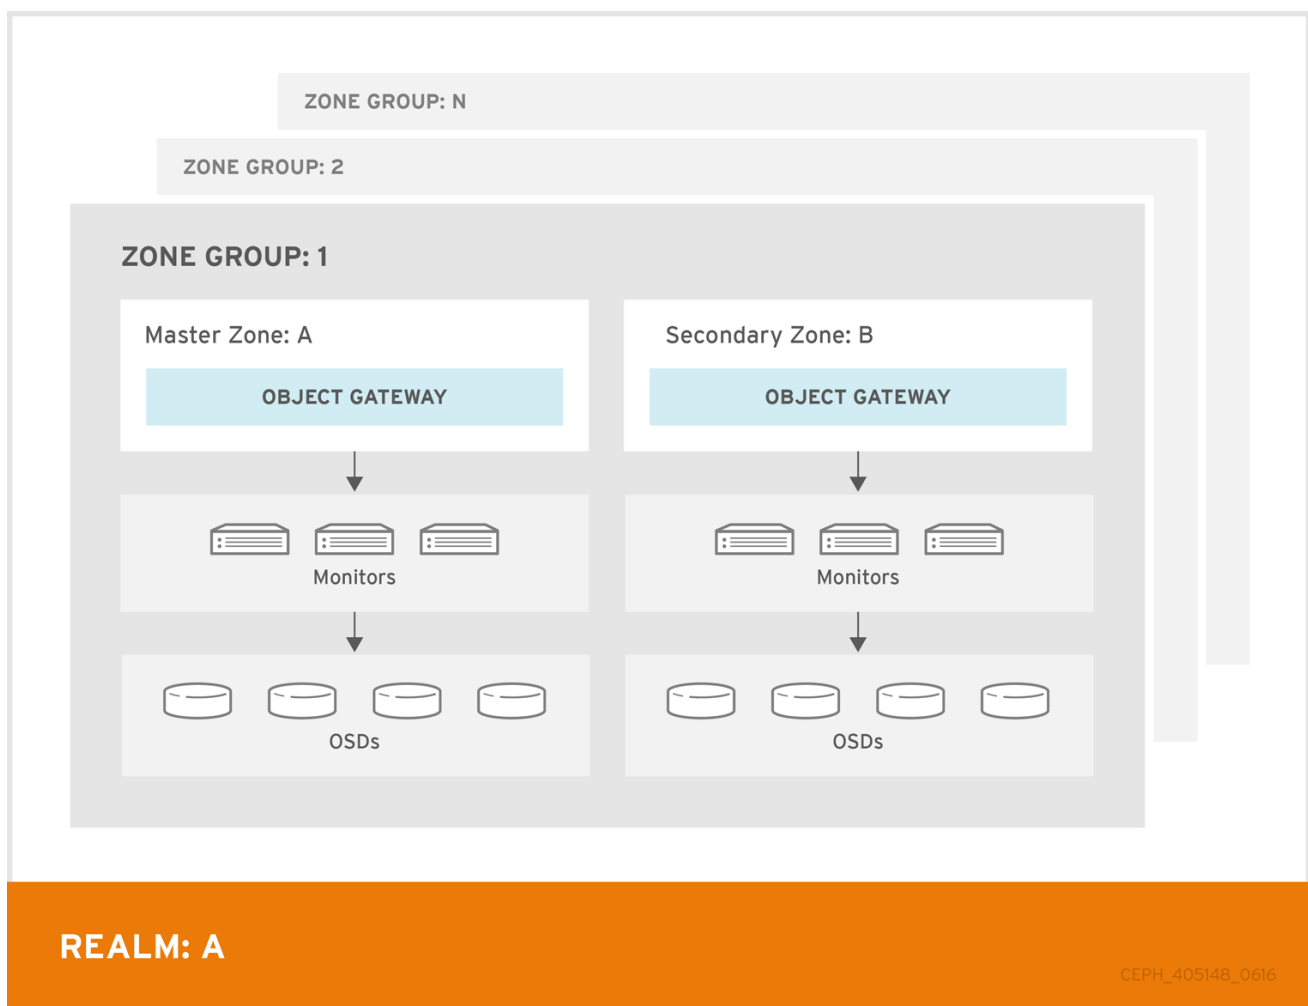 ZONE GROUP: N
ZONE GROUP: 2
ZONE GROUP: 1
Master Zone: A
Secondary Zone: B
OBJECT GATEWAY
OBJECT GATEWAY
Monitors
Monitors
OSDs
OSDs
REALM: A
CEPH_405148_0616